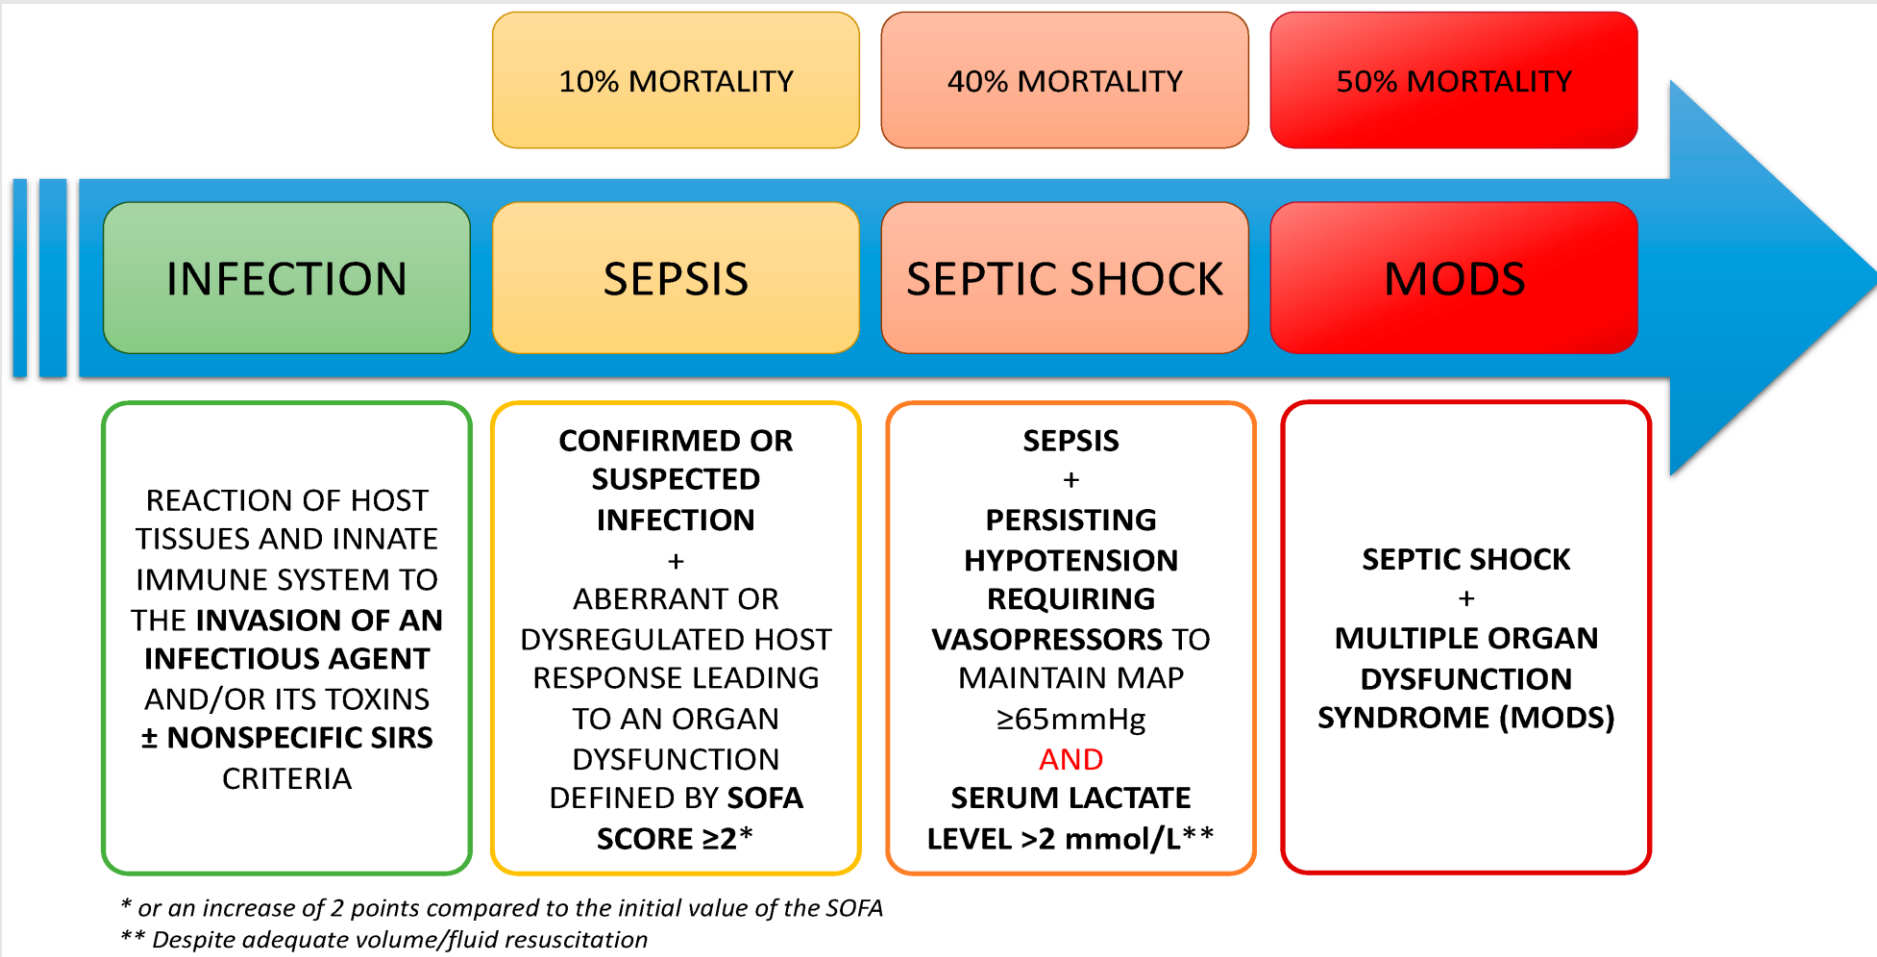 10% MORTALITY
40% MORTALITY
50% MORTALITY
INFECTION
SEPSIS
SEPTIC SHOCK
MODS
REACTION OF HOST
TISSUES AND INNATE
IMMUNE SYSTEM TO
THE INVASION OF AN
INFECTIOUS AGENT
AND/OR ITS TOXINS
± NONSPECIFIC SIRS
CRITERIA
CONFIRMED OR
SUSPECTED
INFECTION
+
ABERRANT OR
DYSREGULATED HOST
RESPONSE LEADING
TO AN ORGAN
DYSFUNCTION
DEFINED BY SOFA
SCORE ≥2*
SEPSIS
+
PERSISTING
HYPOTENSION
REQUIRING
VASOPRESSORS TO
MAINTAIN MAP
≥65mmHg
AND
SERUM LACTATE
LEVEL >2 mmol/L**
SEPTIC SHOCK
+
MULTIPLE ORGAN
DYSFUNCTION
SYNDROME (MODS)
* or an increase of 2 points compared to the initial value of the SOFA
** Despite adequate volume/fluid resuscitation